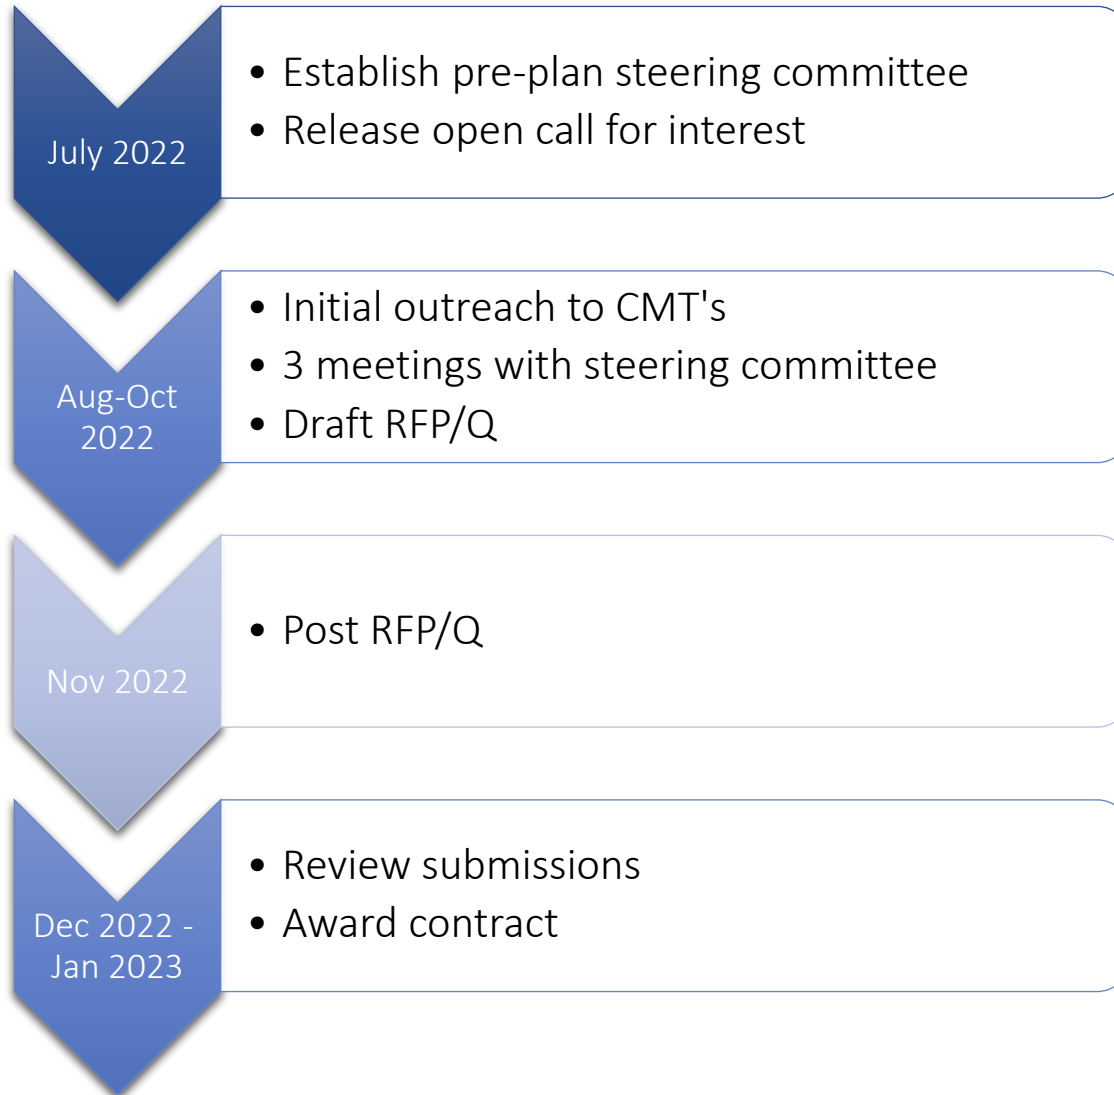 July 2022
• Establish pre-plan steering committee
• Release open call for interest
Aug-Oct
2022
• Initial outreach to CMT's
• 3 meetings with steering committee
• Draft RFP/Q
Nov 2022
• Post RFP/Q
Dec 2022 -
Jan 2023
• Review submissions
• Award contract